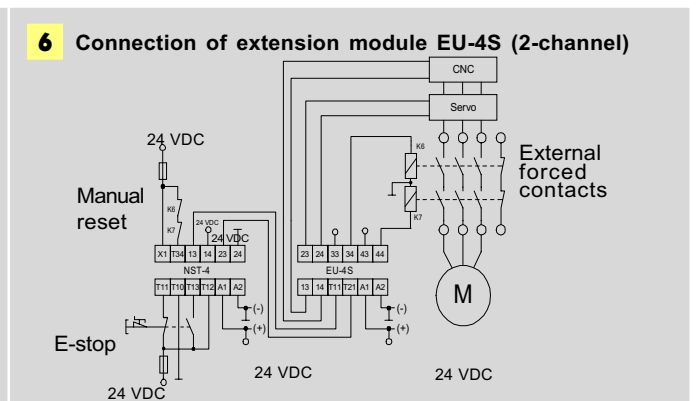 6 Connection of extension module EU-4S (2-channel)
CNC
Servo
24 VDC
K6
External
forced
contacts
Manual
reset
K6
K7
24 VDC
K7
24 VDC
X1 T34 13 14 23 24
23 24 33 34 43 44
NST-4
EU-4S
T11 T10 T13 T12 A1 A2
13 14 T11 T21 A1 A2
M
(-)
(-)
(+)
(+)
E-stop
24 VDC
24 VDC
24 VDC